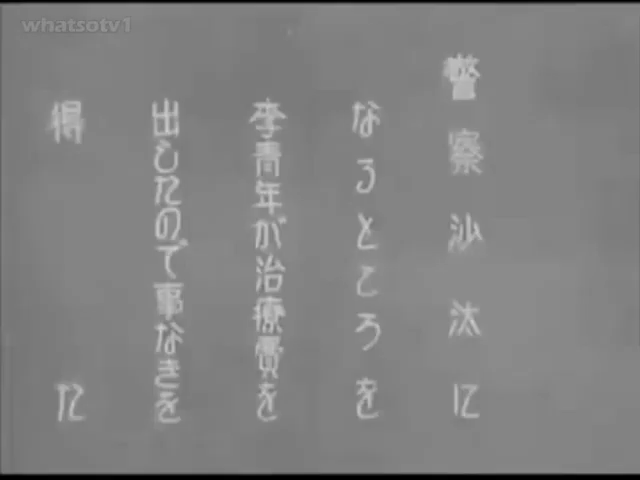 whatsotv1
警察沙汰に
なるところを
李青年が治療費を
出したので事なきを
得た